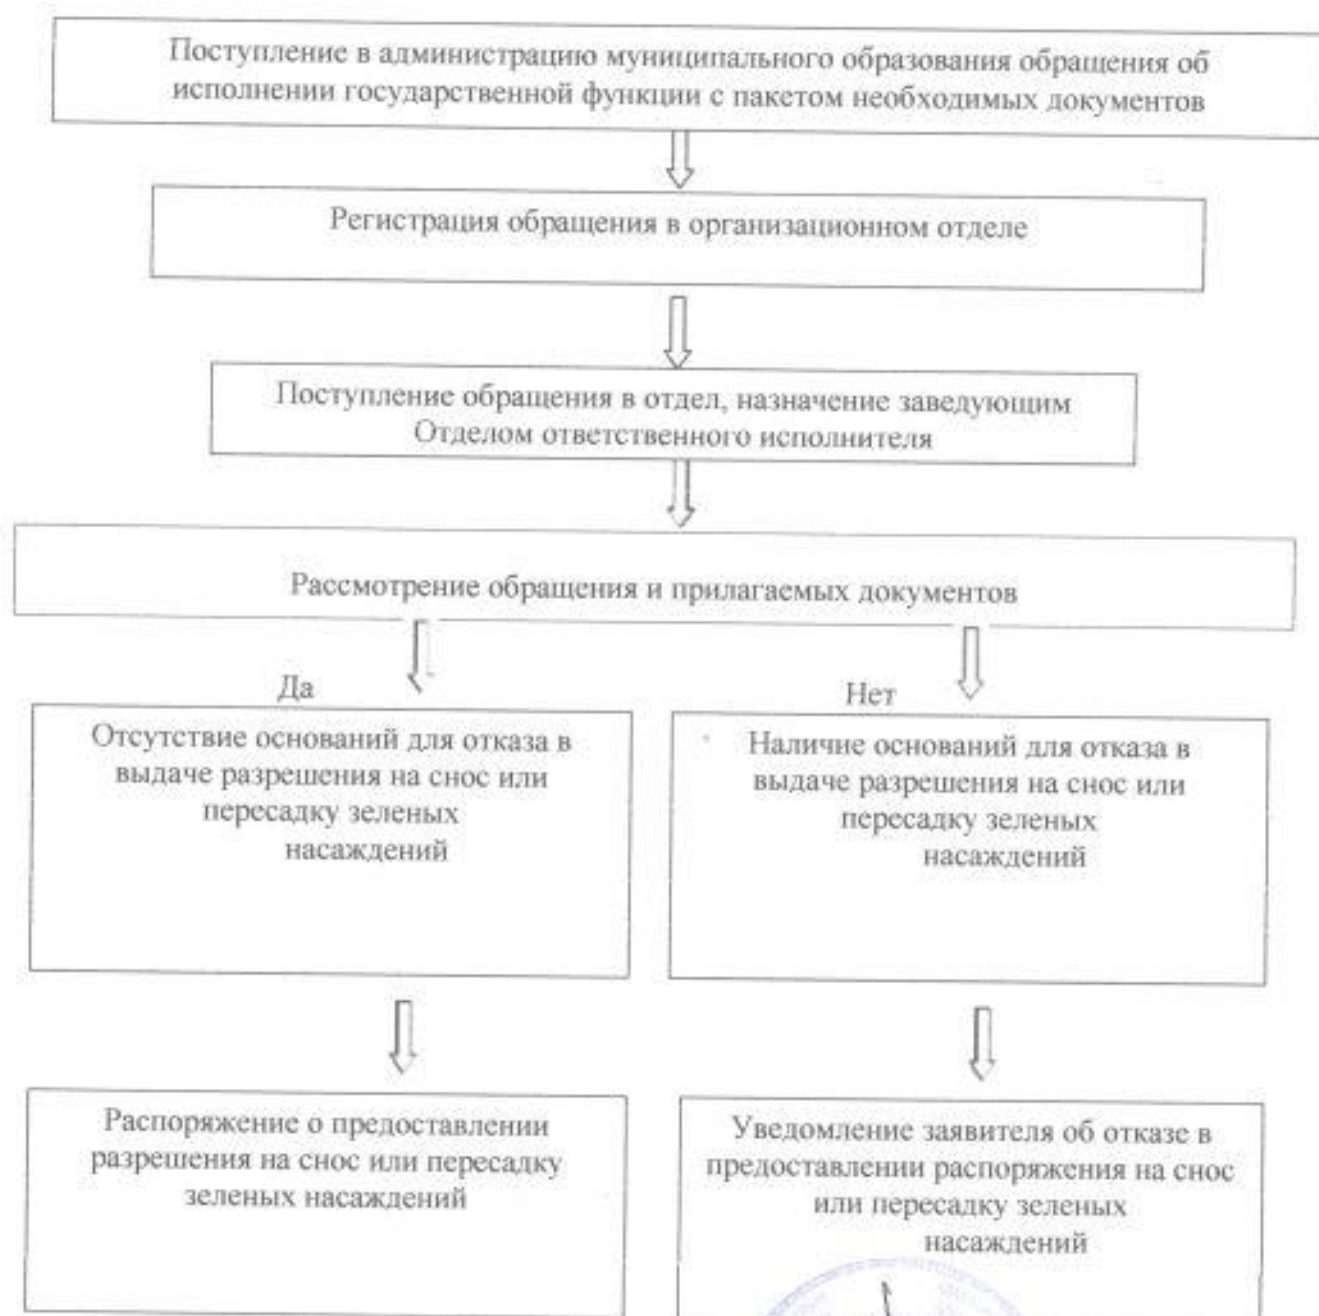 Поступление в администрацию муниципального образования обращения об
исполнении государственной функции с пакетом необходимых документов
Регистрация обращения в организационном отделе
Поступление обращения в отдел, назначение заведующим
Отделом ответственного исполнителя
Рассмотрение обращения и прилагаемых документов
Да
Нет
Отсутствие оснований для отказа в
выдаче разрешения на снос или
пересадку зеленых
насаждений
Наличие оснований для отказа в
выдаче разрешения на снос или
пересадку зеленых
насаждений
Распоряжение о предоставлении
разрешения на снос или пересадку
зеленых насаждений
Уведомление заявителя об отказе в
предоставлении распоряжения на снос
или пересадку зеленых
насаждений